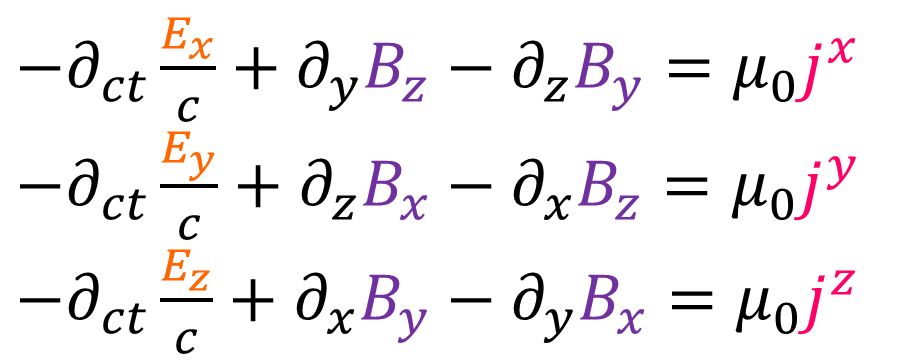 −∂_{ct} E_x/c + ∂_y B_z − ∂_z B_y = μ_0 j^x
−∂_{ct} E_y/c + ∂_z B_x − ∂_x B_z = μ_0 j^y
−∂_{ct} E_z/c + ∂_x B_y − ∂_y B_x = μ_0 j^z